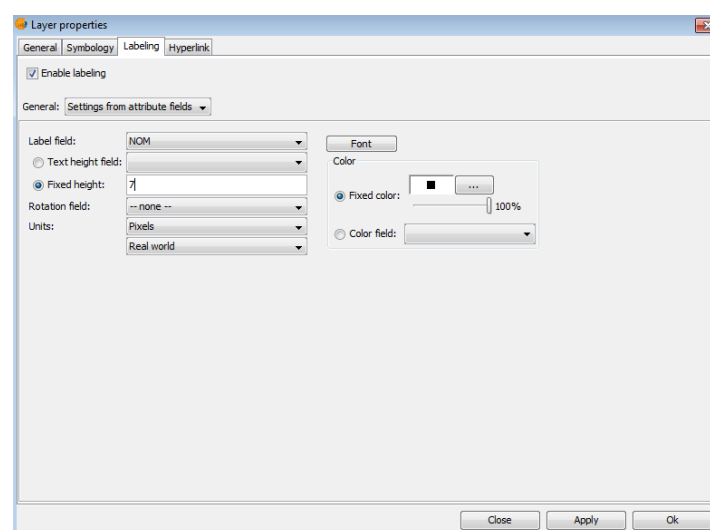 Layer properties
General Symbology Labeling Hyperlink
Enable labeling
General: Settings from attribute fields
Label field: NOM
Text height field:
Fixed height: 7
Rotation field: -- none --
Units: Pixels
Real world
Font
Color
Fixed color: ...
100%
Color field:
Close Apply Ok